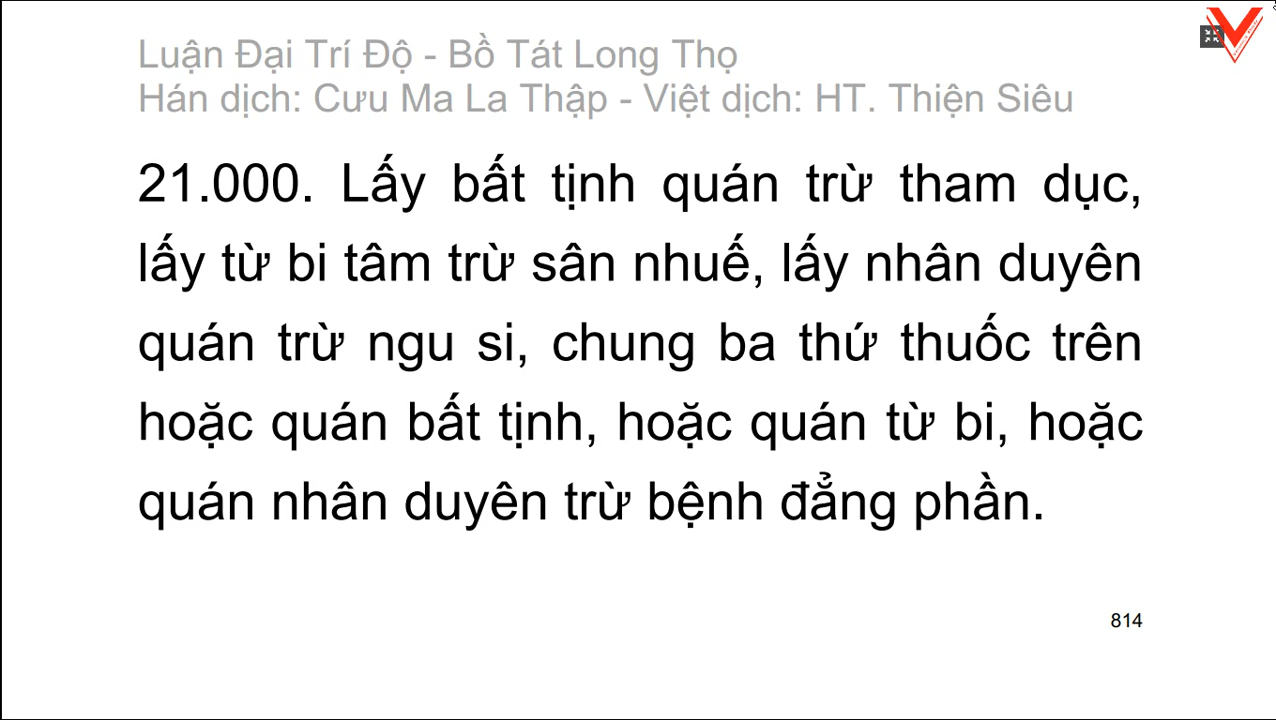 Luận Đại Trí Độ - Bồ Tát Long Thọ
Hán dịch: Cưu Ma La Thập - Việt dịch: HT. Thiện Siêu
21.000. Lấy bất tịnh quán trừ tham dục,
lấy từ bi tâm trừ sân nhuế, lấy nhân duyên
quán trừ ngu si, chung ba thứ thuốc trên
hoặc quán bất tịnh, hoặc quán từ bi, hoặc
quán nhân duyên trừ bệnh đẳng phần.
814